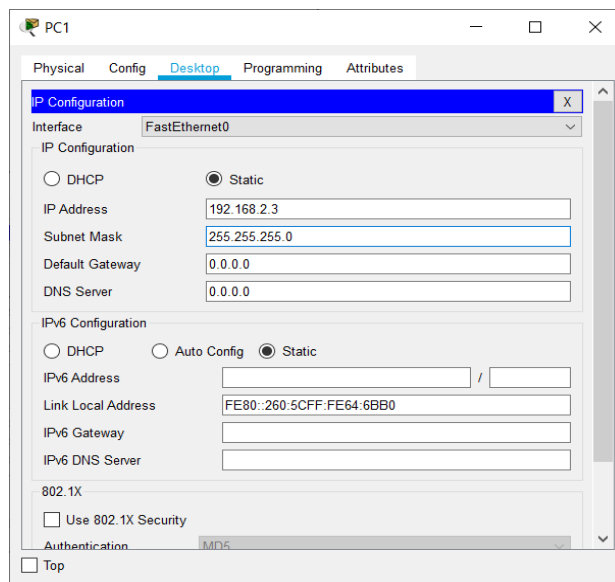 PC1
Physical Config Desktop Programming Attributes
IP Configuration X
Interface FastEthernet0
IP Configuration
DHCP Static
IP Address 192.168.2.3
Subnet Mask 255.255.255.0
Default Gateway 0.0.0.0
DNS Server 0.0.0.0
IPv6 Configuration
DHCP Auto Config Static
IPv6 Address /
Link Local Address FE80::260:5CFF:FE64:6BB0
IPv6 Gateway
IPv6 DNS Server
802.1X
Use 802.1X Security
Authentication MD5
Top